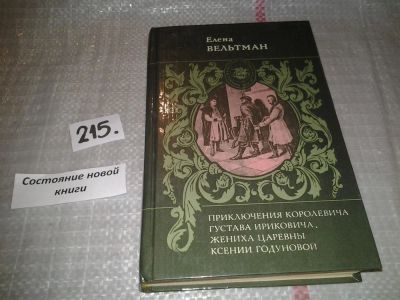 Елена
ВЕЛЬТМАН
215.
Состояние новой
книги
ПРИКЛЮЧЕНИЯ КОРОЛЕВИЧА
ГУСТАВА ИРИКОВИЧА,
ЖЕНИХА ЦАРЕВНЫ
КСЕНИИ ГОДУНОВОЙ